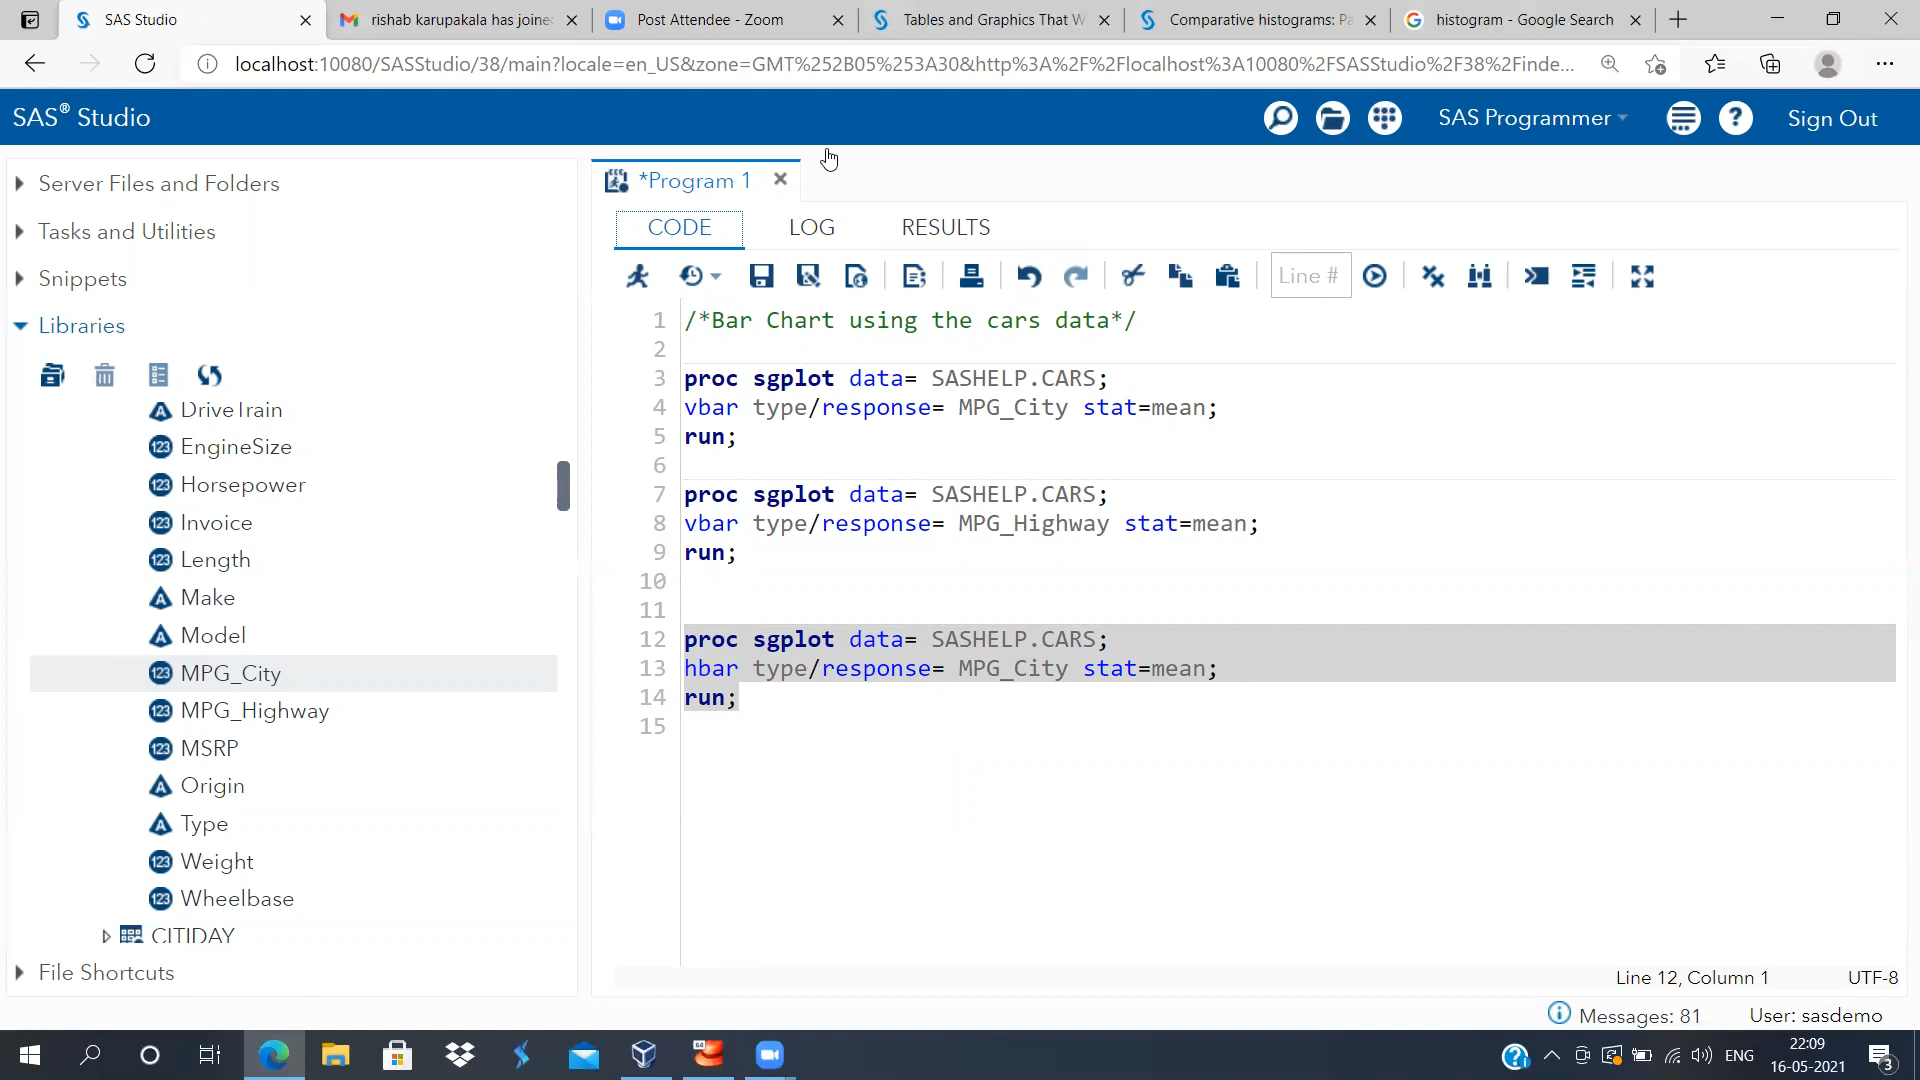 SAS Studio
rishab karupakala has joine
Post Attendee - Zoom
Tables and Graphics That W
Comparative histograms: Pa
histogram - Google Search
localhost:10080/SASStudio/38/main?locale=en_US&zone=GMT%252B05%253A30&http%3A%2F%2Flocalhost%3A10080%2FSASStudio%2F38%2Finde...
SAS® Studio
SAS Programmer
Sign Out
Server Files and Folders
Tasks and Utilities
Snippets
Libraries
DriveTrain
EngineSize
Horsepower
Invoice
Length
Make
Model
MPG_City
MPG_Highway
MSRP
Origin
Type
Weight
Wheelbase
CITIDAY
File Shortcuts
*Program 1
CODE LOG RESULTS
Line #
1 /*Bar Chart using the cars data*/
2
3 proc sgplot data= SASHELP.CARS;
4 vbar type/response= MPG_City stat=mean;
5 run;
6
7 proc sgplot data= SASHELP.CARS;
8 vbar type/response= MPG_Highway stat=mean;
9 run;
10
11
12 proc sgplot data= SASHELP.CARS;
13 hbar type/response= MPG_City stat=mean;
14 run;
15
Line 12, Column 1
UTF-8
Messages: 81
User: sasdemo
64
ENG
22:09
16-05-2021
3